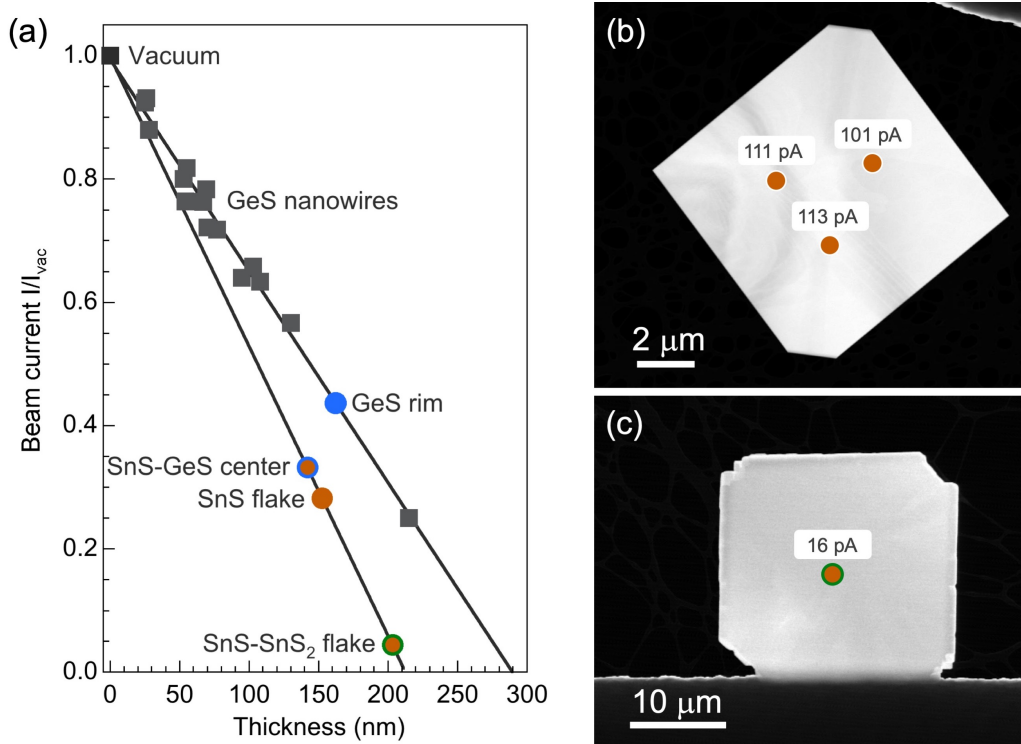 (a)
1.0
0.8
0.6
0.4
0.2
0.0
Beam current I/I_vac
Vacuum
GeS nanowires
GeS rim
SnS-GeS center
SnS flake
SnS-SnS₂ flake
0 50 100 150 200 250 300
Thickness (nm)
(b)
111 pA
101 pA
113 pA
2 μm
(c)
16 pA
10 μm